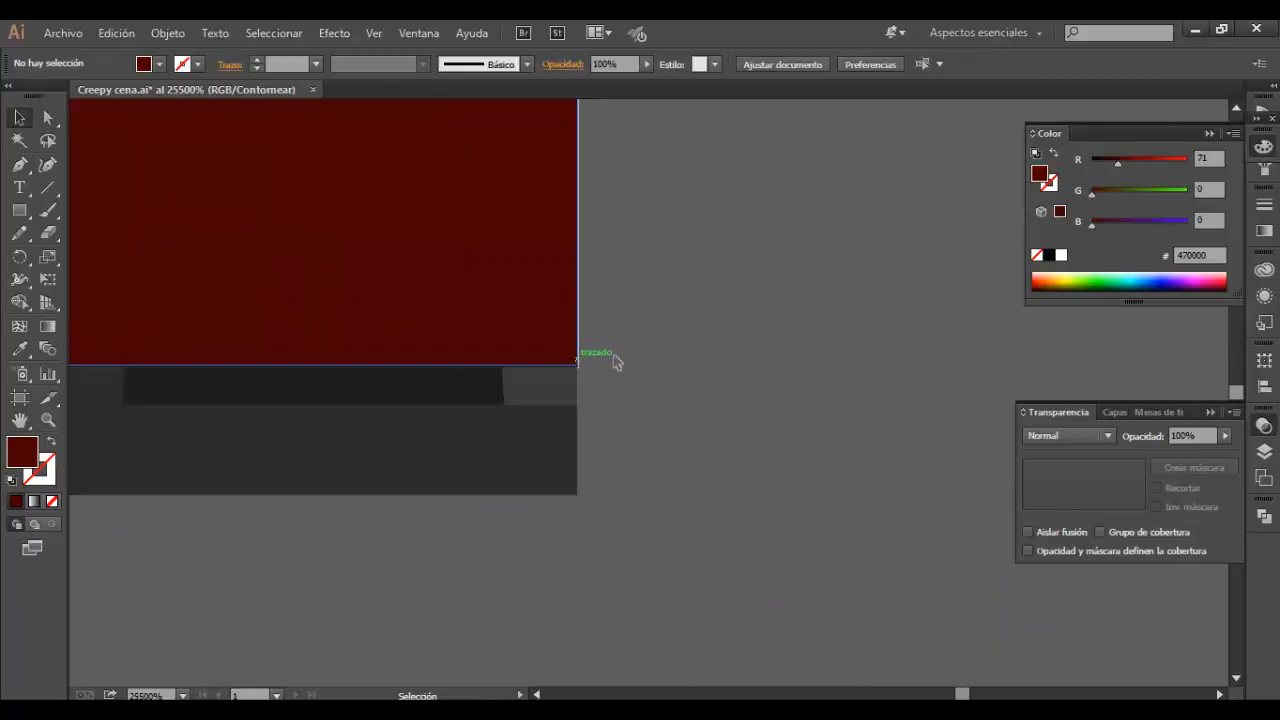 Ai Archivo Edición Objeto Texto Seleccionar Efecto Ver Ventana Ayuda Br St Aspectos esenciales
No hay selección Trazo: Básico Opacidad: 100% Estilo: Ajustar documento Preferencias
Creepy cena.ai* al 25500% (RGB/Contornear)
Color
R 71
G 0
B 0
# 470000
trazado
Transparencia Capas Mesas de ti
Normal Opacidad: 100%
Crear máscara
Recortar
Inv. máscara
Aislar fusión Grupo de cobertura
Opacidad y máscara definen la cobertura
25500% 1 Selección